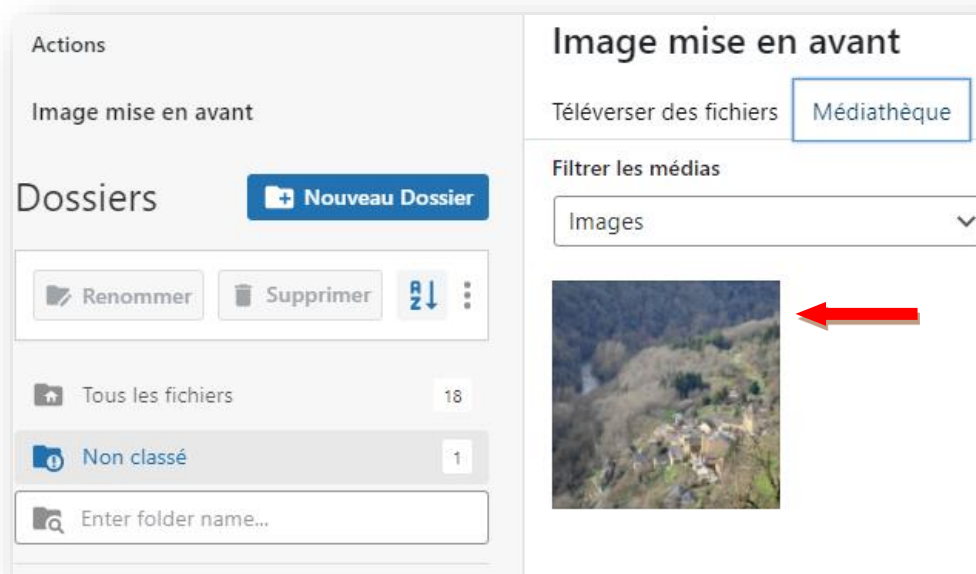 Actions
Image mise en avant
Dossiers
Nouveau Dossier
Renommer
Supprimer
A
Z
Tous les fichiers
18
Non classé
1
Enter folder name...
Image mise en avant
Téléverser des fichiers
Médiathèque
Filtrer les médias
Images